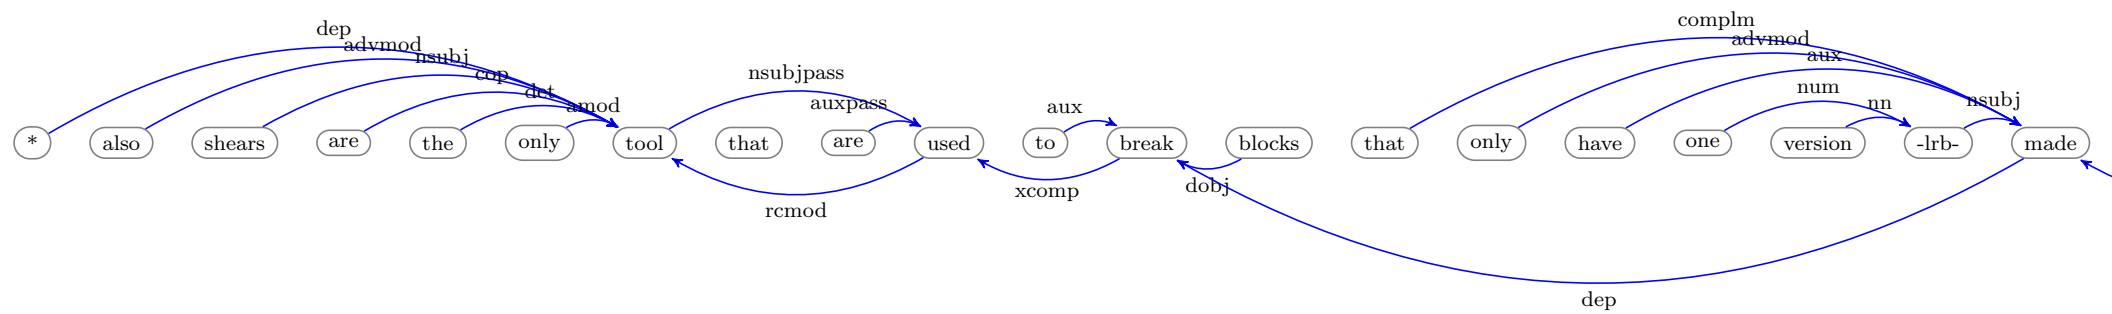 complm
dep
advmod
advmod
nsubj
aux
cop
nsubjpass
det
num
amod
auxpass
aux
nn
nsubj
* also shears are the only tool that are used to break blocks that only have one version -lrb- made
dobj
xcomp
rcmod
dep